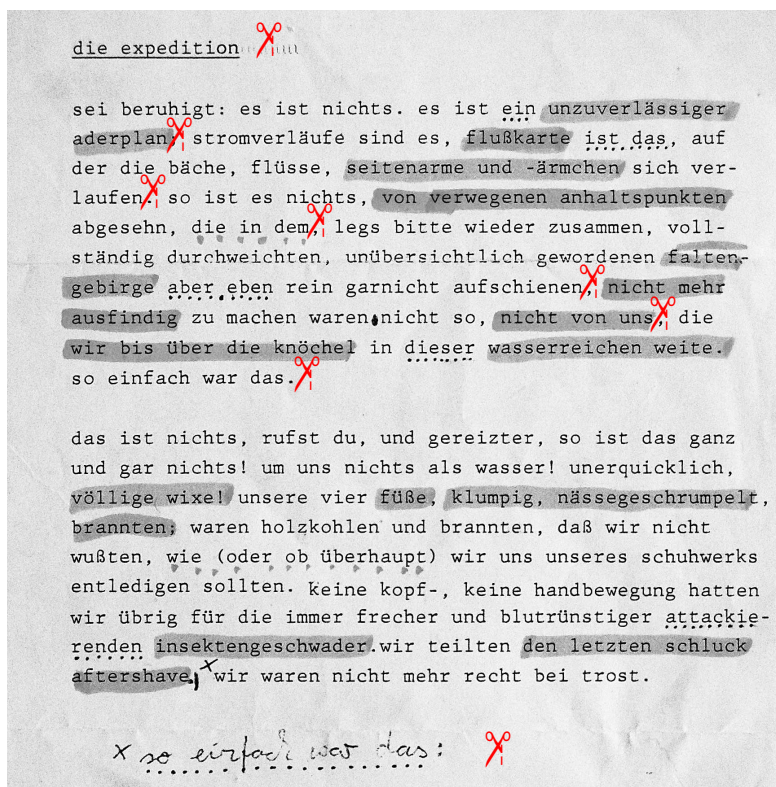 die expedition
sei beruhigt: es ist nichts. es ist ein unzuverlässiger
aderplan; stromverläufe sind es, flußkarte ist das, auf
der die bäche, flüsse, seitenarme und -ärmchen sich ver-
laufen. so ist es nichts, von verwegenen anhaltspunkten
abgesehn, die in dem, legs bitte wieder zusammen, voll-
ständig durchweichten, unübersichtlich gewordenen falten-
gebirge aber eben rein garnicht aufschienen, nicht mehr
ausfindig zu machen waren.nicht so, nicht von uns, die
wir bis über die knöchel in dieser wasserreichen weite.
so einfach war das.
das ist nichts, rufst du, und gereizter, so ist das ganz
und gar nichts! um uns nichts als wasser! unerquicklich,
völlige wixe! unsere vier füße, klumpig, nässegeschrumpelt,
brannten; waren holzkohlen und brannten, daß wir nicht
wußten, wie (oder ob überhaupt) wir uns unseres schuhwerks
entledigen sollten. keine kopf-, keine handbewegung hatten
wir übrig für die immer frecher und blutrünstiger attackie-
renden insektengeschwader.wir teilten den letzten schluck
aftershave, x wir waren nicht mehr recht bei trost.
x so einfach war das: